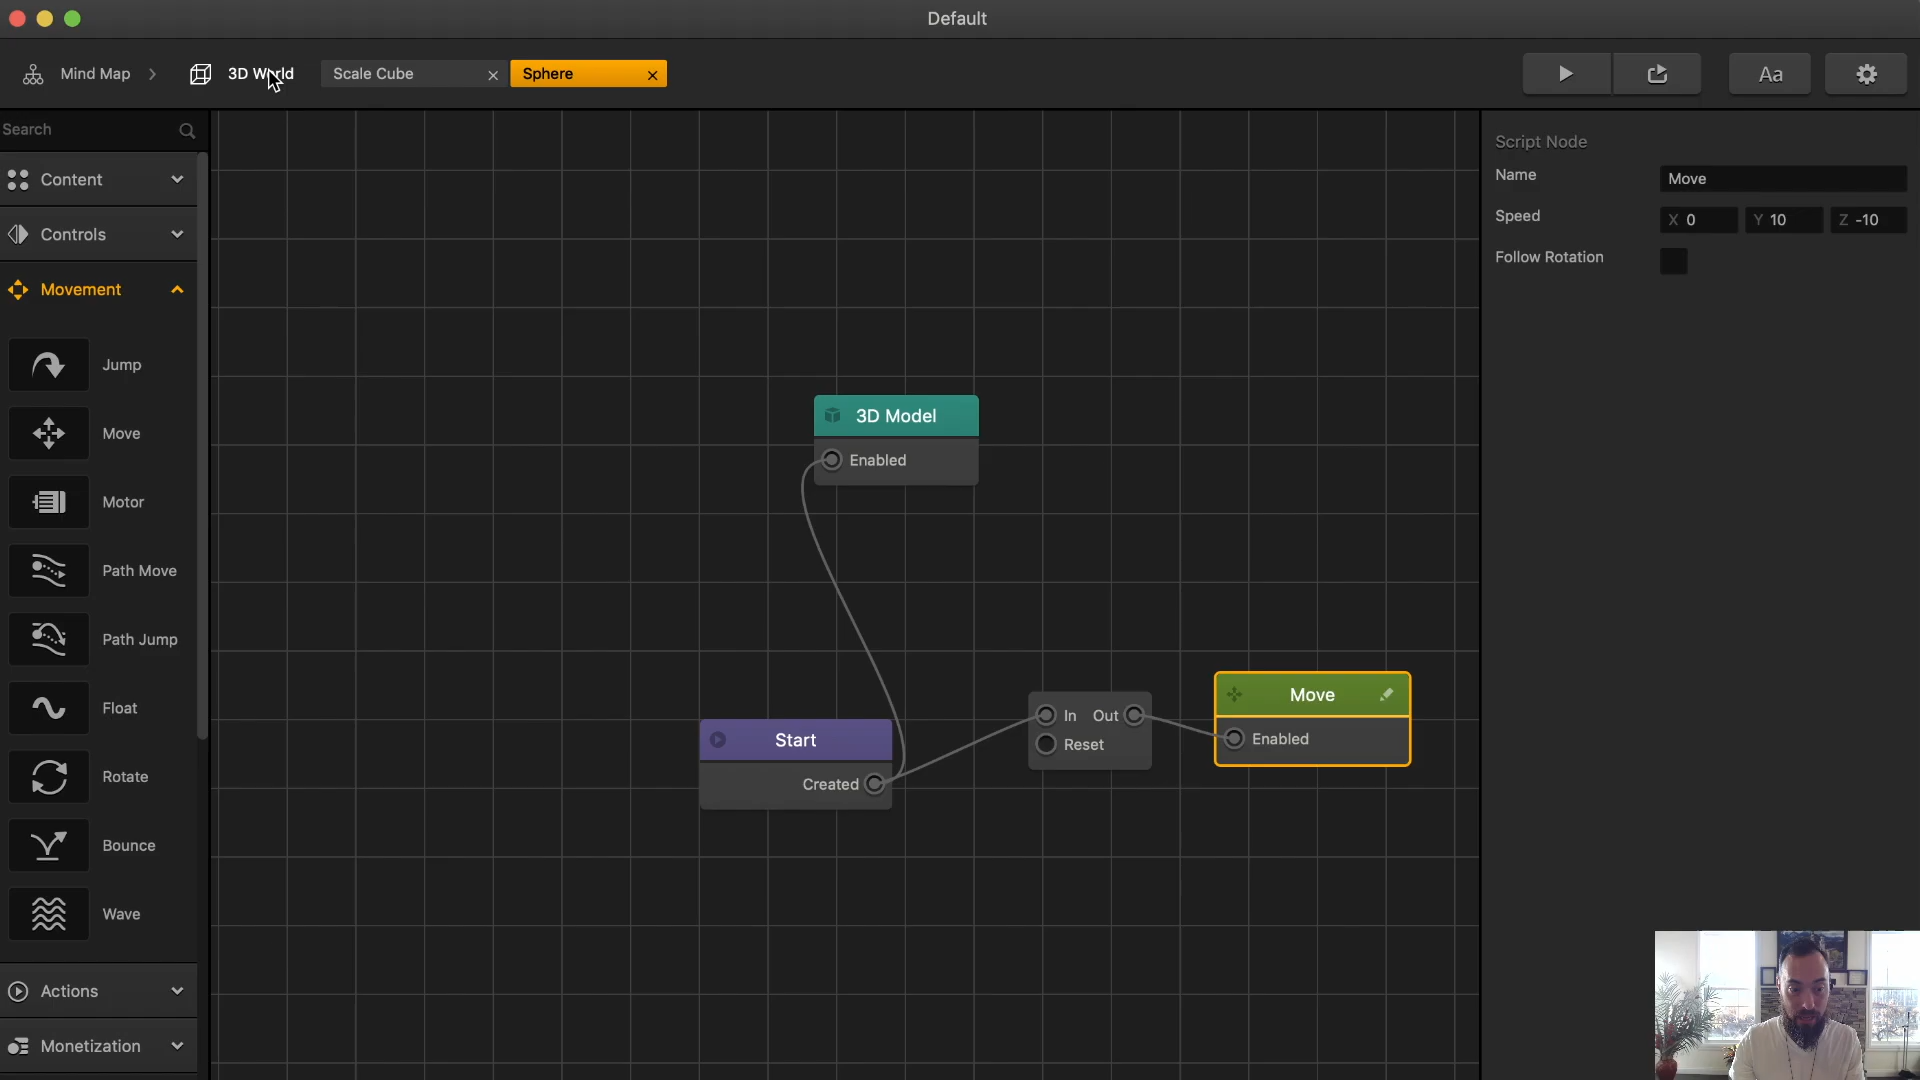 Default
Mind Map
3D World
Scale Cube
Sphere
Aa
Search
Content
Controls
Movement
Jump
Move
Motor
Path Move
Path Jump
Float
Rotate
Bounce
Wave
Actions
Monetization
3D Model
Enabled
Start
Created
In Out
Reset
Move
Enabled
Script Node
Name Move
Speed X 0 Y 10 Z -10
Follow Rotation